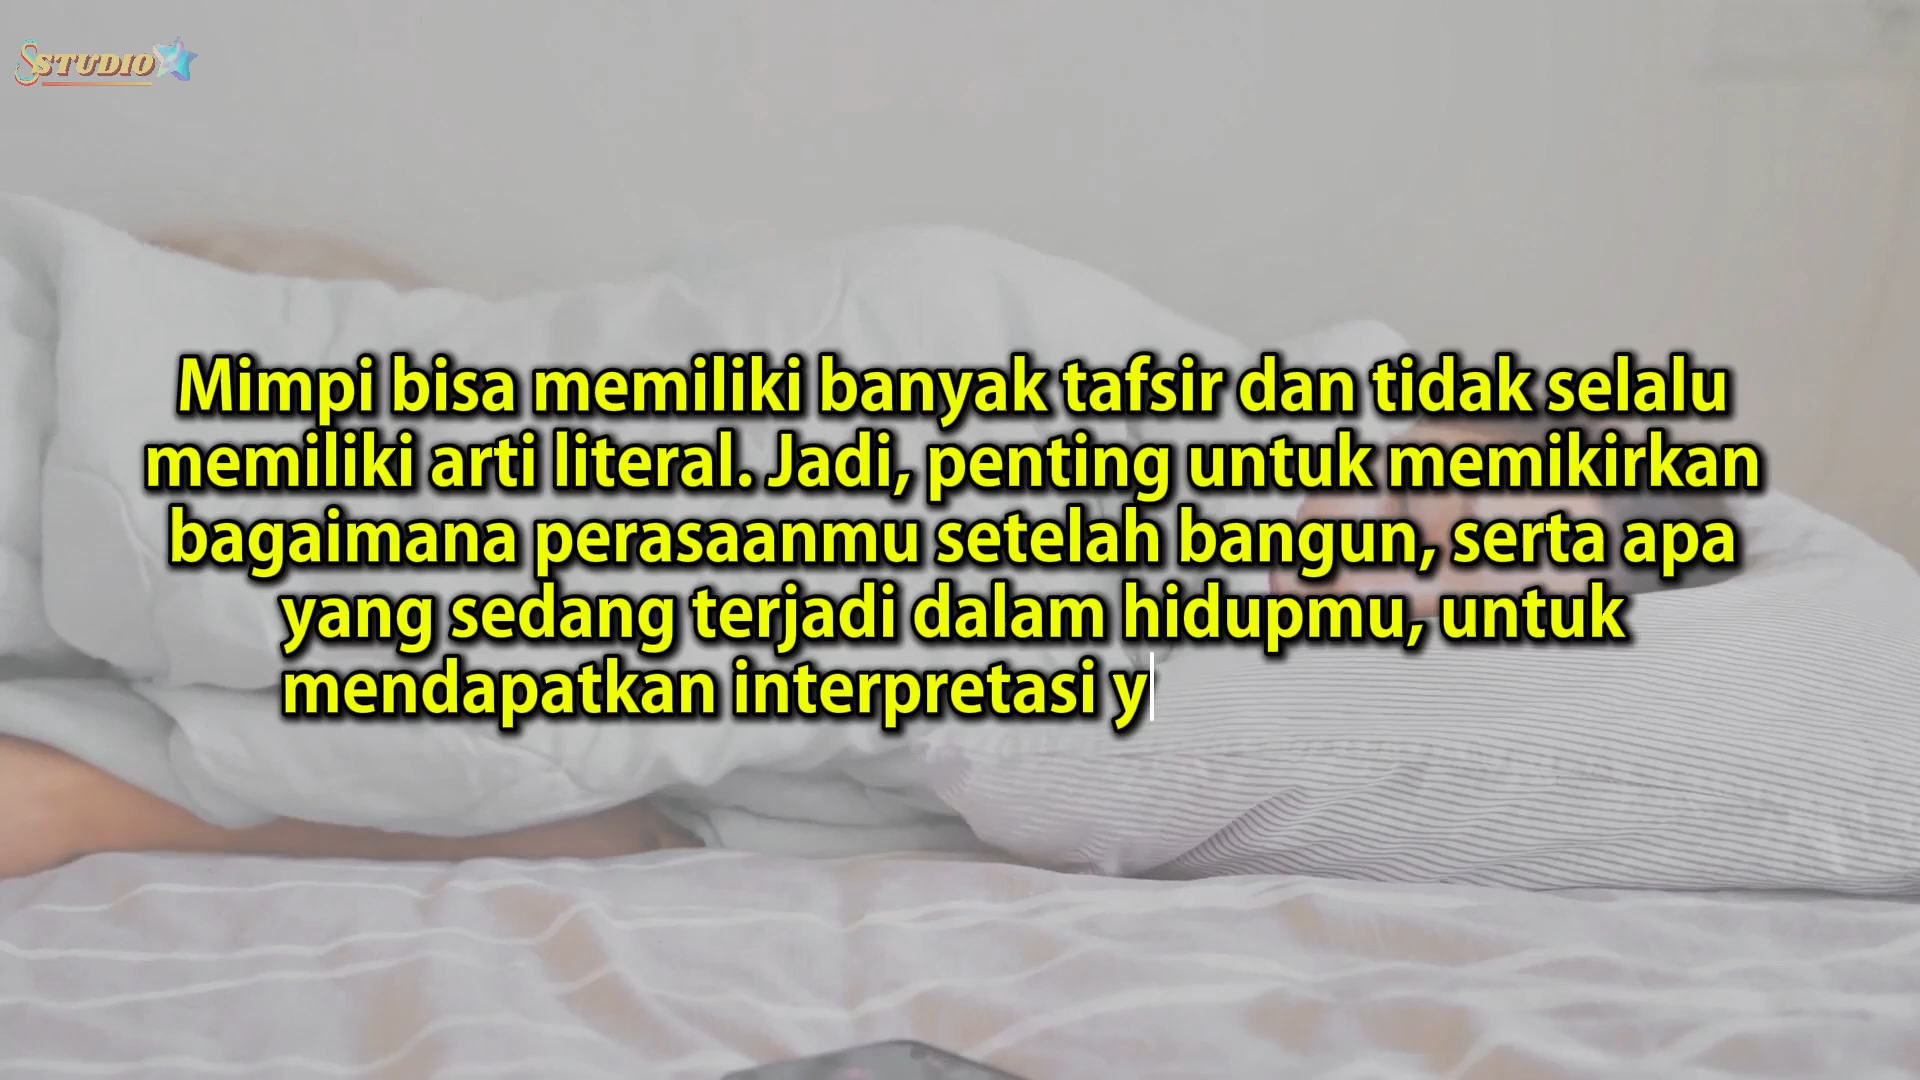 SSTUDIO
Mimpi bisa memiliki banyak tafsir dan tidak selalu
memiliki arti literal. Jadi, penting untuk memikirkan
bagaimana perasaanmu setelah bangun, serta apa
yang sedang terjadi dalam hidupmu, untuk
mendapatkan interpretasi y